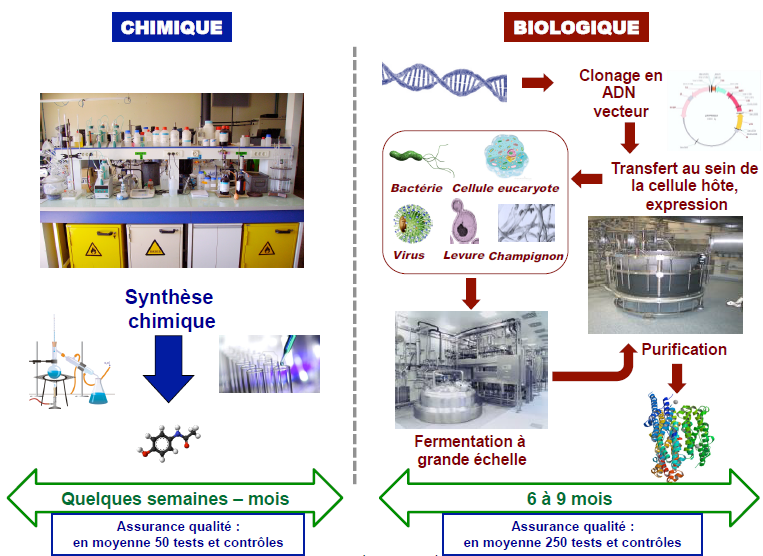 CHIMIQUE
Synthèse
chimique
Quelques semaines – mois
Assurance qualité :
en moyenne 50 tests et contrôles
BIOLOGIQUE
Clonage en
ADN
vecteur
Transfert au sein de
la cellule hôte,
expression
Bactérie
Cellule eucaryote
Virus
Levure
Champignon
Fermentation à
grande échelle
Purification
6 à 9 mois
Assurance qualité :
en moyenne 250 tests et contrôles